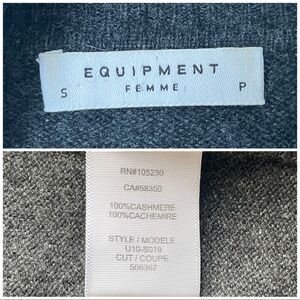 EQUIPMENT
FEMME
S P
RN#105230
CA#58350
100%CASHMERE
100%CACHEMIRE
STYLE / MODELE
U10-S019
CUT / COUPE
506367